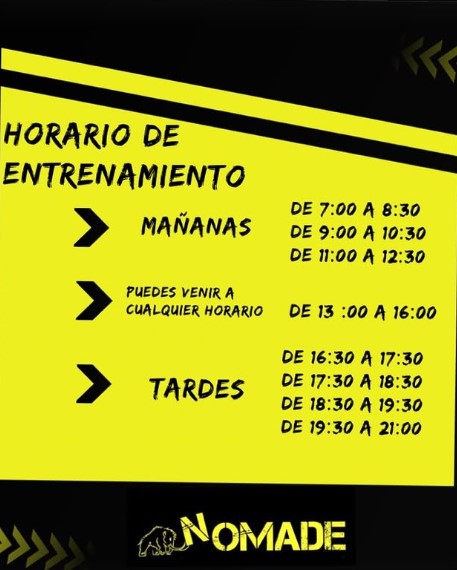 HORARIO DE
ENTRENAMIENTO
MAÑANAS
DE 7:00 A 8:30
DE 9:00 A 10:30
DE 11:00 A 12:30
PUEDES VENIR A
CUALQUIER HORARIO
DE 13 :00 A 16:00
TARDES
DE 16:30 A 17:30
DE 17:30 A 18:30
DE 18:30 A 19:30
DE 19:30 A 21:00
NOMADE